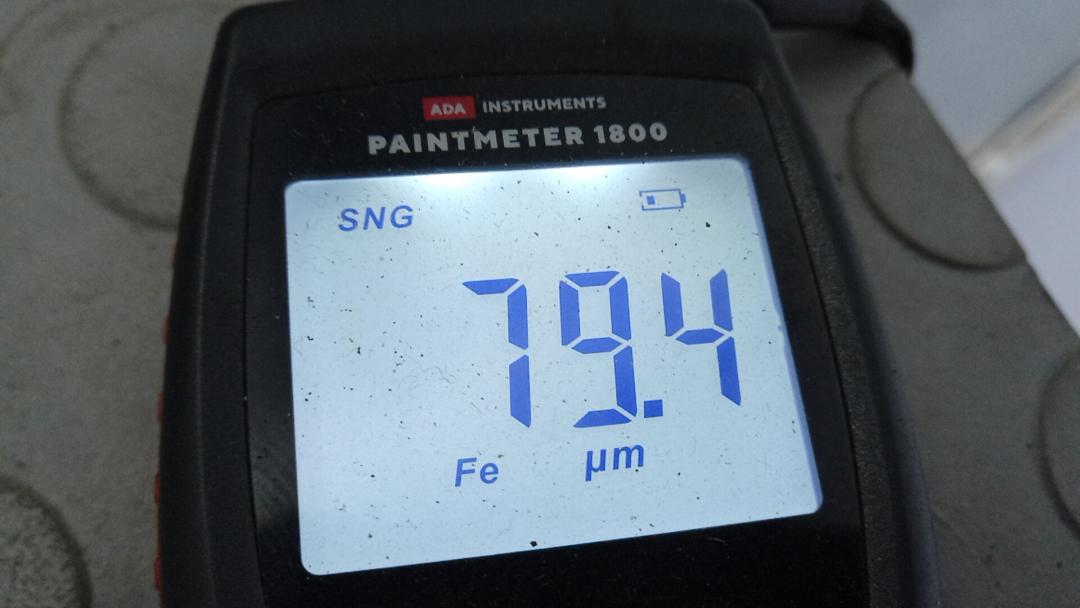 ADA INSTRUMENTS
PAINTMETER 1800
SNG
79.4
Fe µm